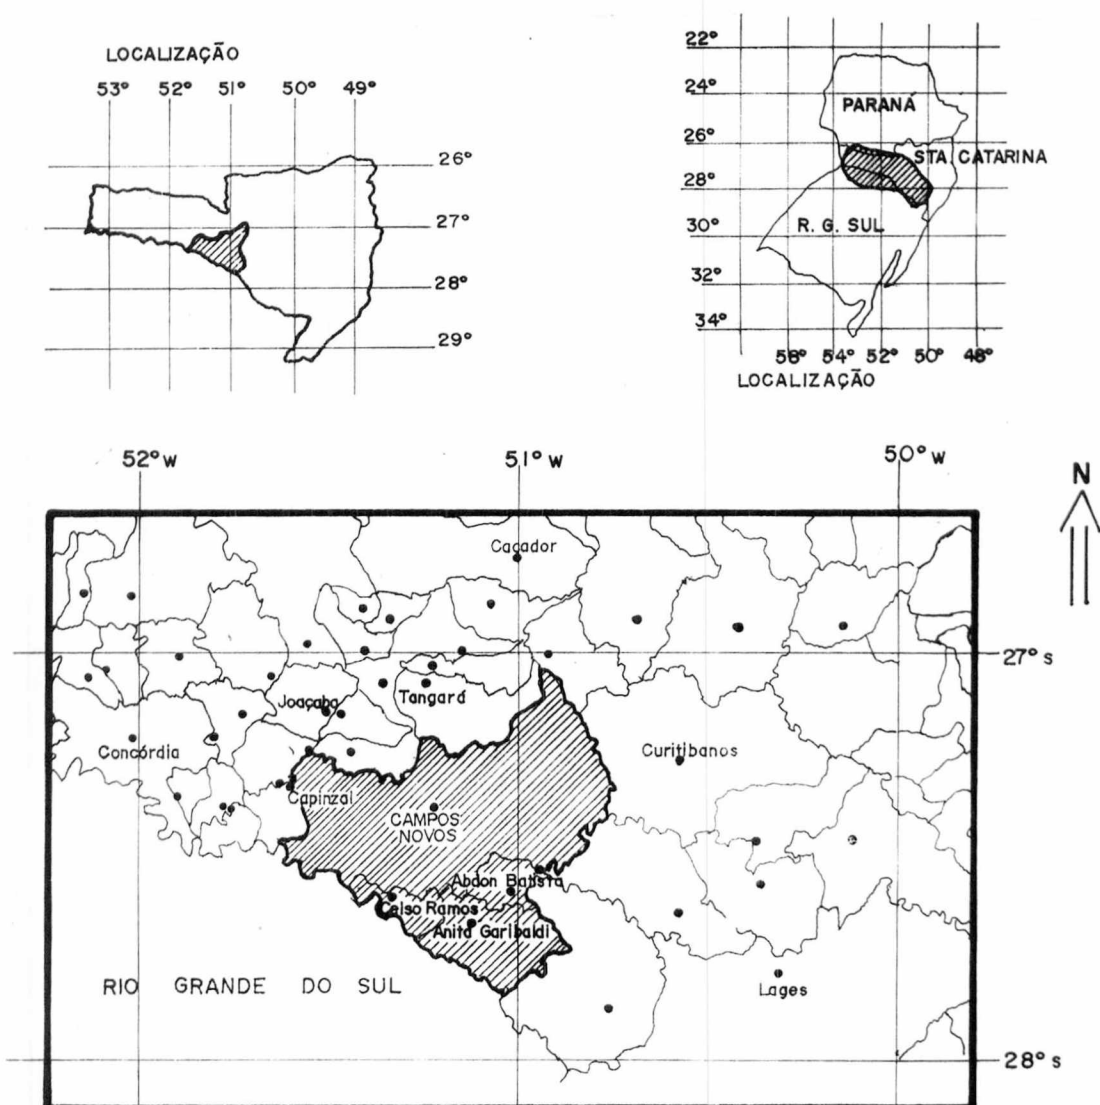 LOCALIZAÇÃO
53° 52° 51° 50° 49°
26°
27°
28°
29°
22°
24°
26°
28°
30°
32°
34°
PARANÁ
STA. CATARINA
R. G. SUL
58° 54° 52° 50° 48°
LOCALIZAÇÃO
52° W 51° W 50° W
N
Caçador
27° s
Joaçaba
Tangará
Concórdia
Curitibanos
Capinzal
CAMPOS
NOVOS
Abdon Batista
Celso Ramos
Anita Garibaldi
RIO GRANDE DO SUL
Lages
28° s